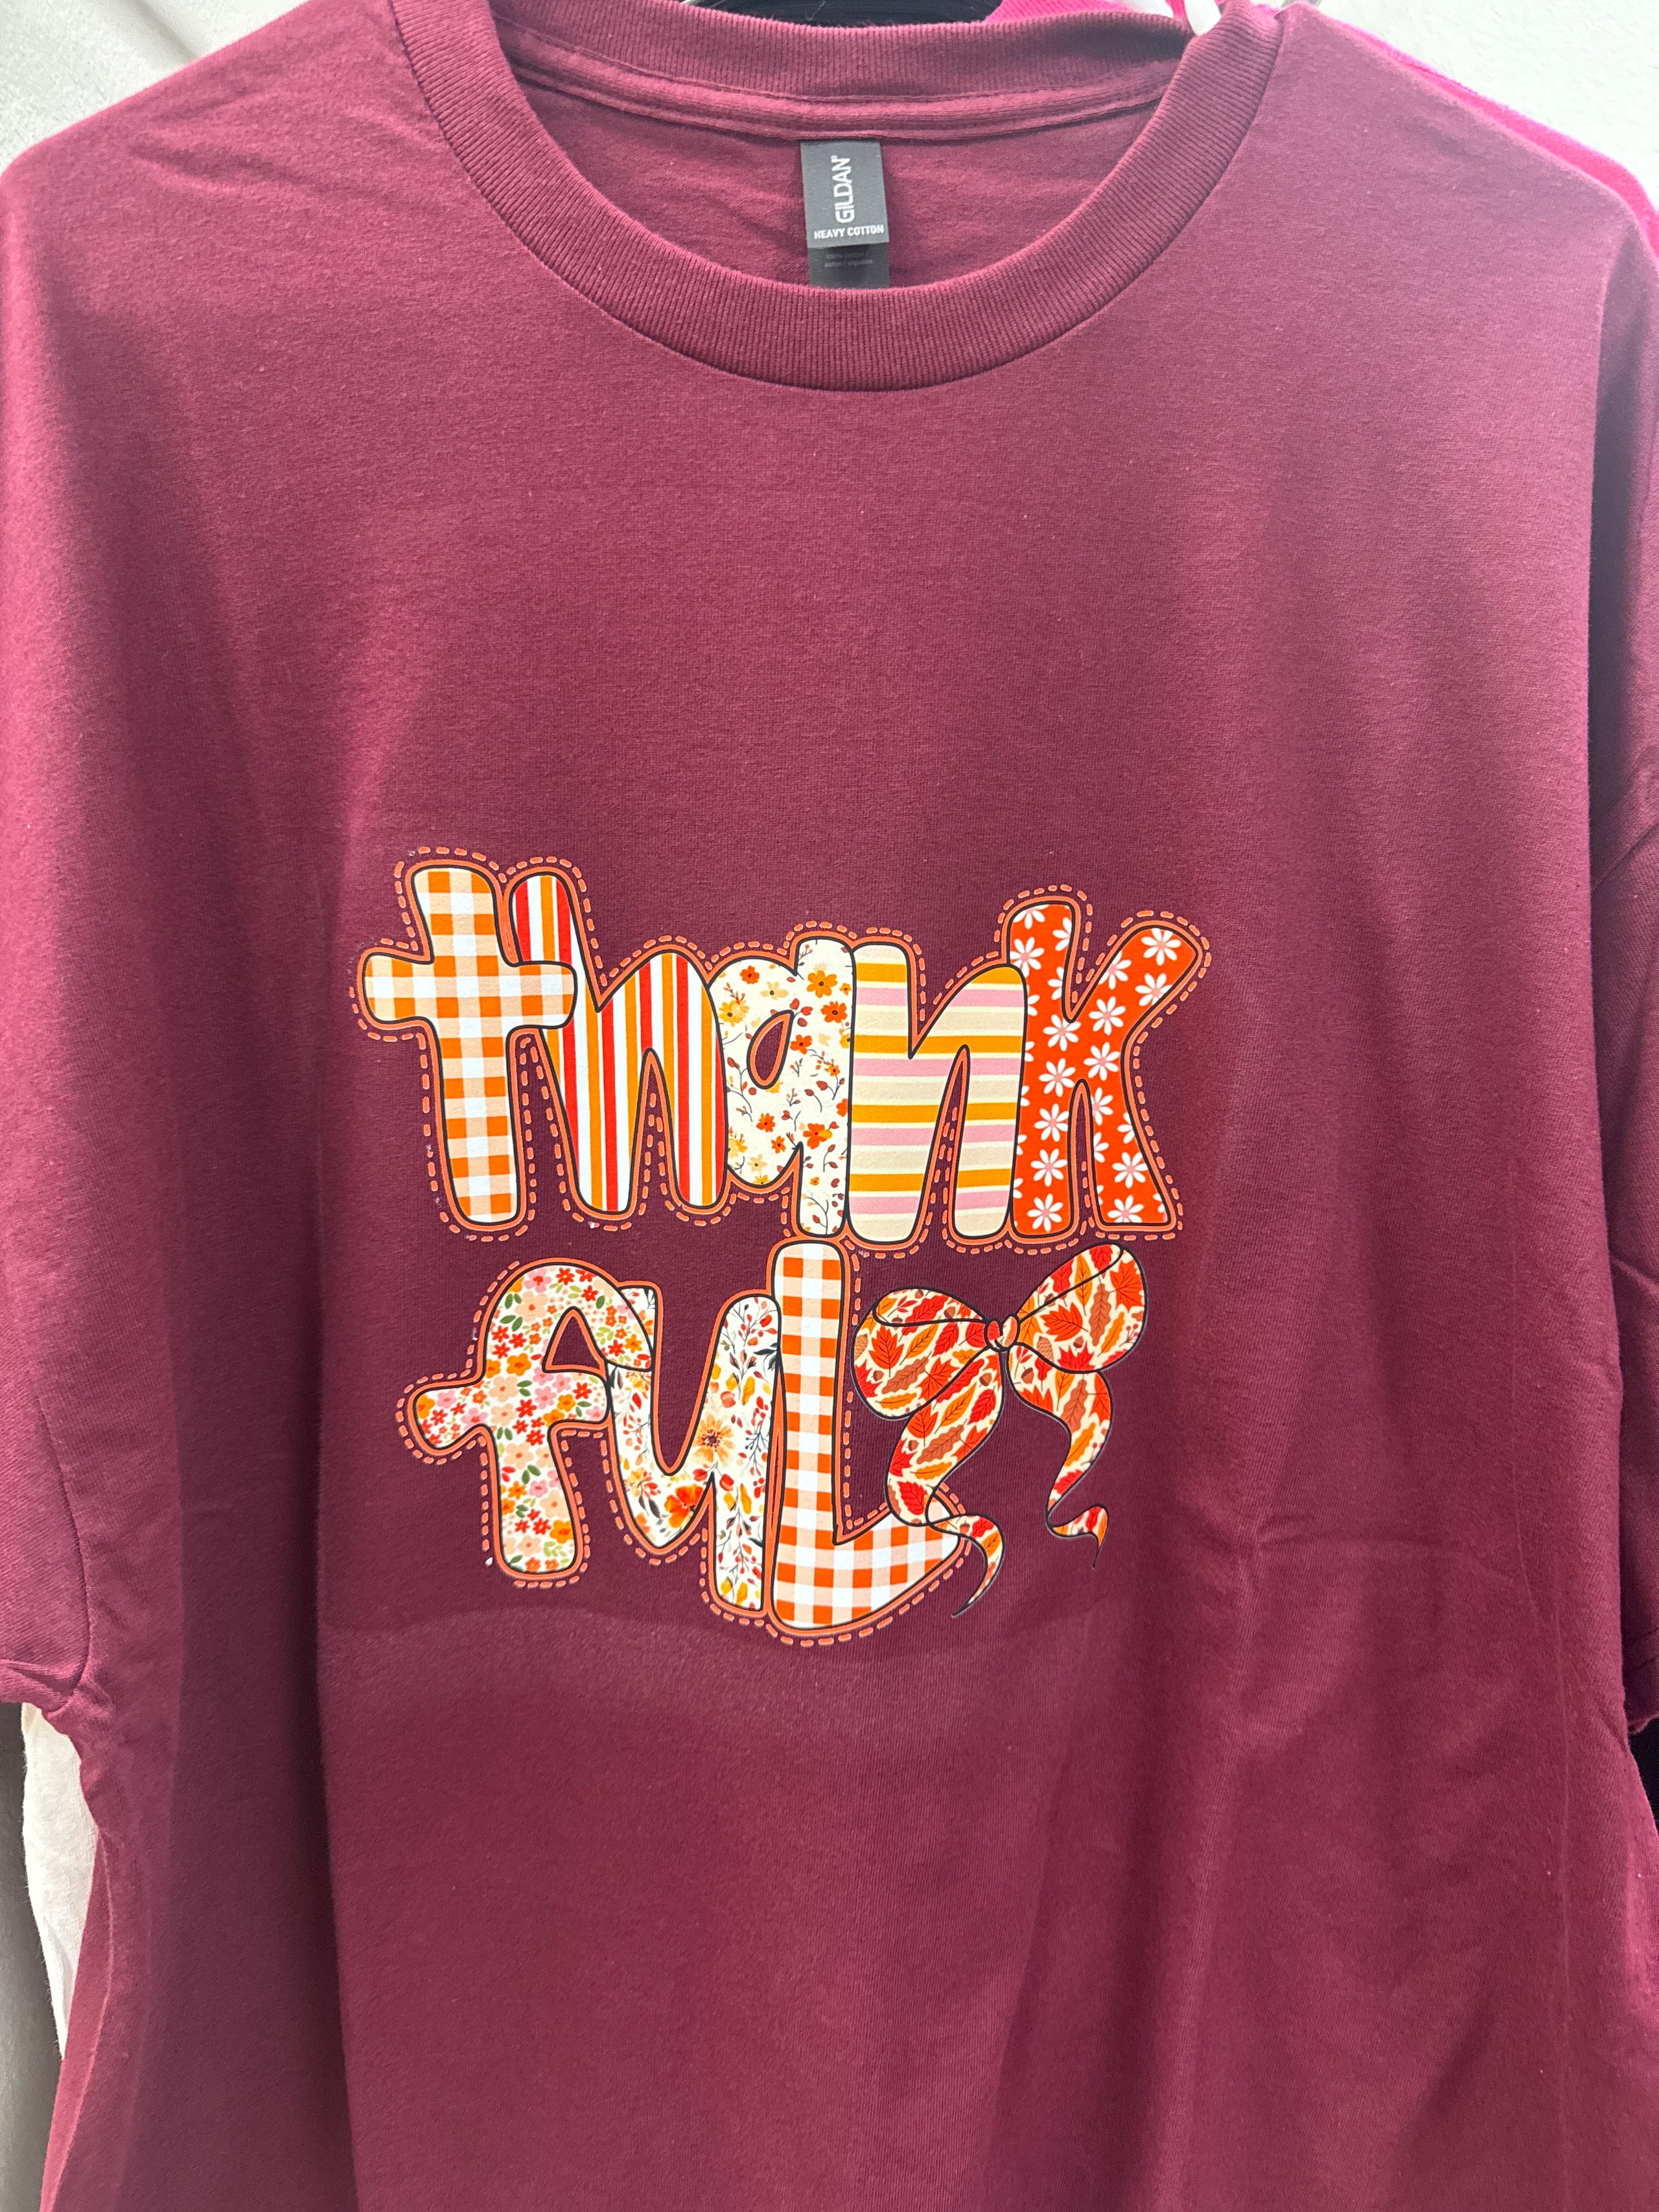 GILDAN®
HEAVY COTTON
thank
fuL